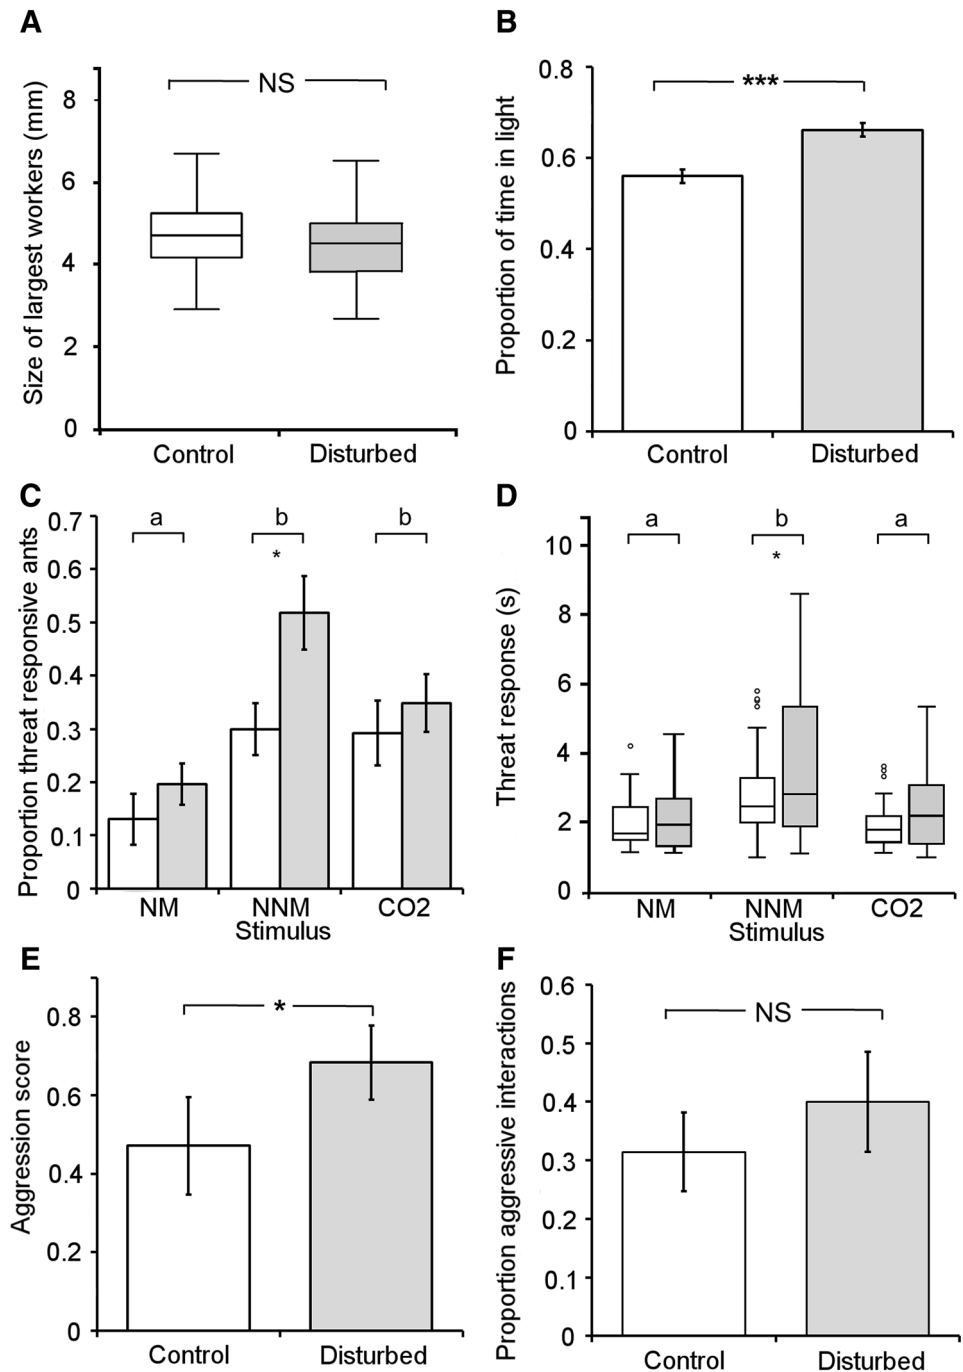 A
Size of largest workers (mm)
8
6
4
2
0
NS
Control
Disturbed
B
Proportion of time in light
0.8
0.6
0.4
0.2
0
***
Control
Disturbed
C
Proportion threat responsive ants
0.7
0.6
0.5
0.4
0.3
0.2
0.1
0
a
b
b
*
NM
NNM
CO2
Stimulus
D
Threat response (s)
10
8
6
4
2
0
a
b
a
*
NM
NNM
CO2
Stimulus
E
Aggression score
0.8
0.6
0.4
0.2
0
*
Control
Disturbed
F
Proportion aggressive interactions
0.6
0.5
0.4
0.3
0.2
0.1
0
NS
Control
Disturbed